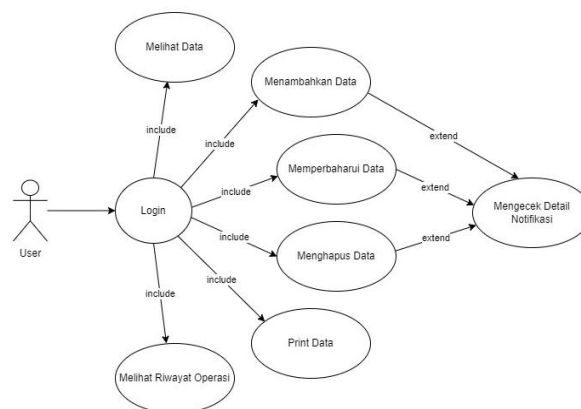 Melihat Data
Menambahkan Data
include
include
extend
Memperbaharui Data
include
extend
Login
Mengecek Detail
Notifikasi
User
include
extend
Menghapus Data
include
include
Print Data
Melihat Riwayat Operasi